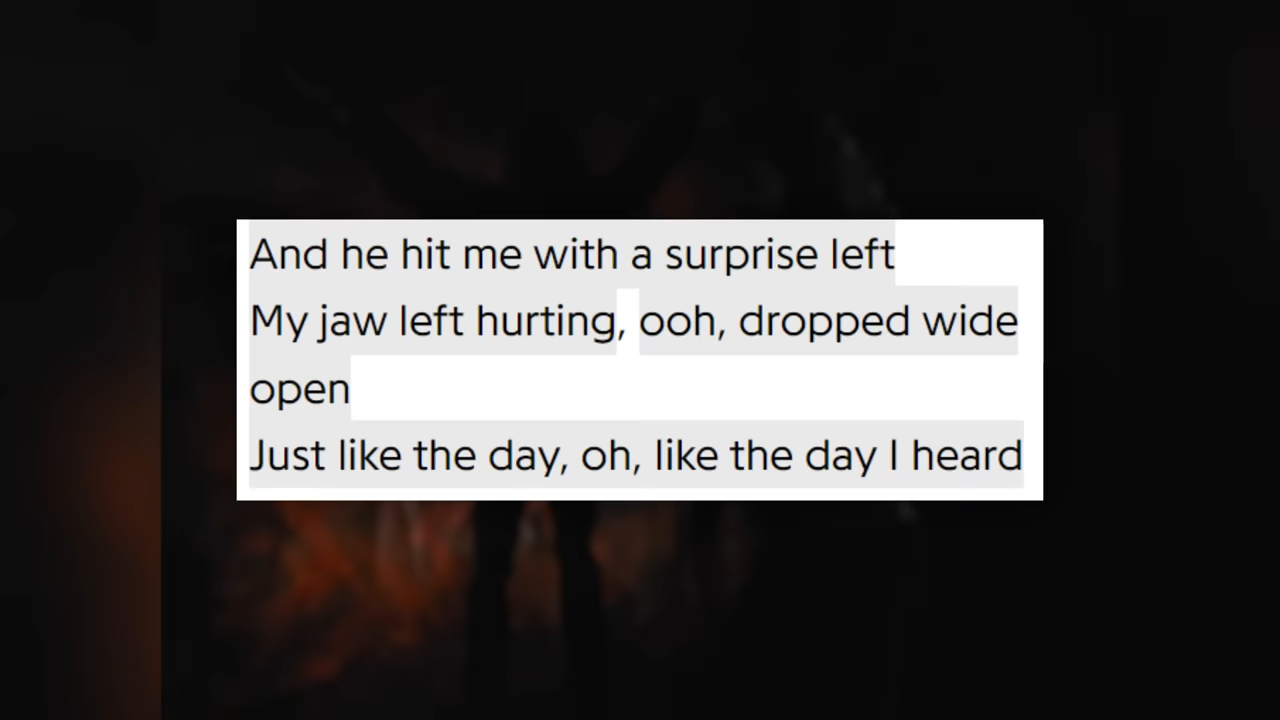 And he hit me with a surprise left
My jaw left hurting, ooh, dropped wide
open
Just like the day, oh, like the day I heard